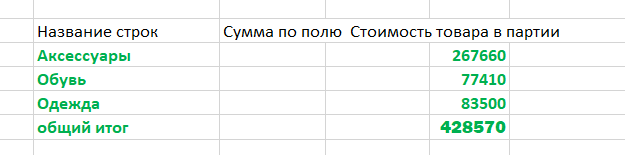 Название строк Сумма по полю Стоимость товара в партии
Аксессуары 267660
Обувь 77410
Одежда 83500
общий итог 428570